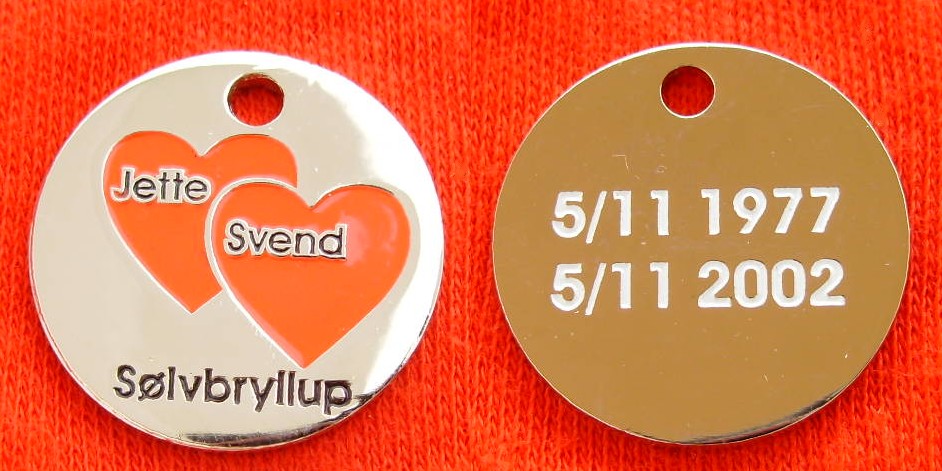 Jette
Svend
Sølvbryllup
5/11 1977
5/11 2002